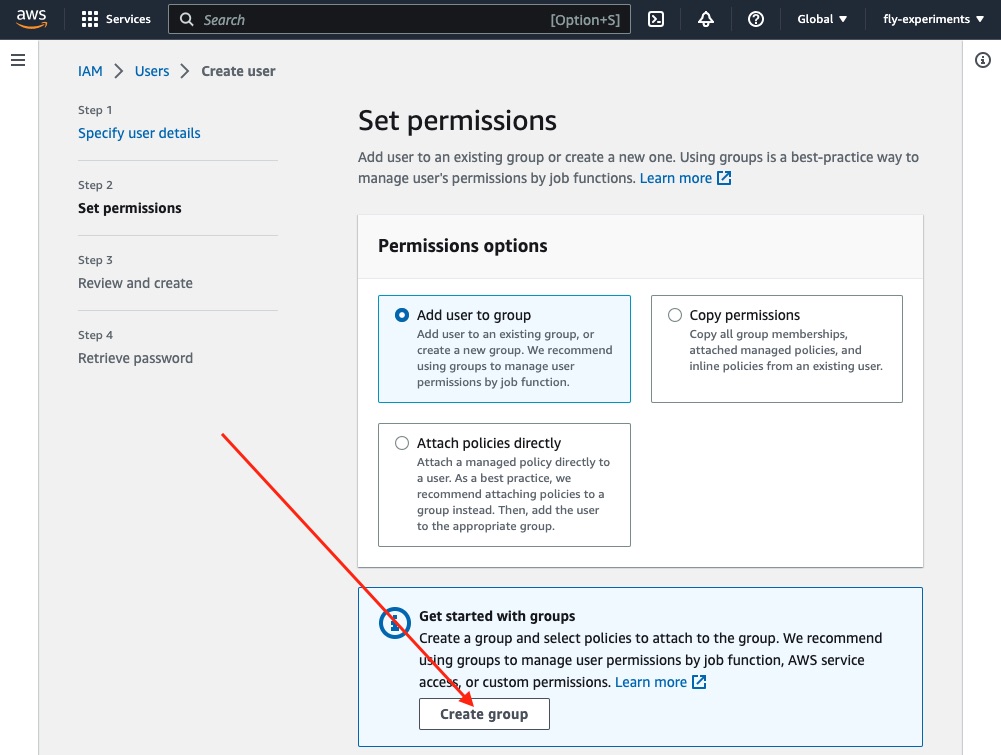 aws
Services
Search
[Option+S]
Global
fly-experiments
IAM
Users
Create user
Step 1
Specify user details
Step 2
Set permissions
Step 3
Review and create
Step 4
Retrieve password
Set permissions
Add user to an existing group or create a new one. Using groups is a best-practice way to
manage user's permissions by job functions. Learn more
Permissions options
Add user to group
Add user to an existing group, or
create a new group. We recommend
using groups to manage user
permissions by job function.
Copy permissions
Copy all group memberships,
attached managed policies, and
inline policies from an existing user.
Attach policies directly
Attach a managed policy directly to
a user. As a best practice, we
recommend attaching policies to a
group instead. Then, add the user
to the appropriate group.
Get started with groups
Create a group and select policies to attach to the group. We recommend
using groups to manage user permissions by job function, AWS service
access, or custom permissions. Learn more
Create group